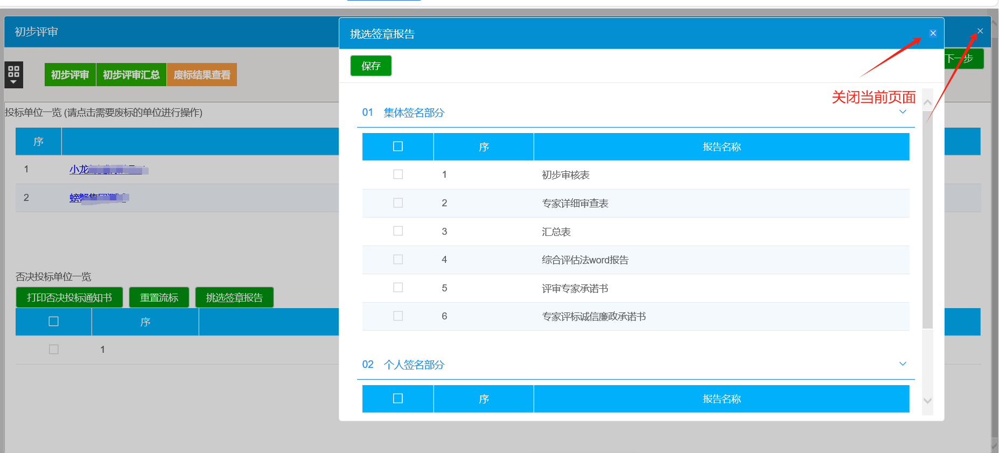 初步评审
挑选签章报告
保存
下一步
初步评审 初步评审汇总 废标结果查看
关闭当前页面
投标单位一览 (请点击需要废标的单位进行操作)
01 集体签名部分
序
序 报告名称
1 小龙
1 初步审核表
2
2 专家详细审查表
3 汇总表
4 综合评估法word报告
否决投标单位一览
5 评审专家承诺书
打印否决投标通知书 重置流标 挑选签章报告
6 专家评标诚信廉政承诺书
序
1
02 个人签名部分
序 报告名称